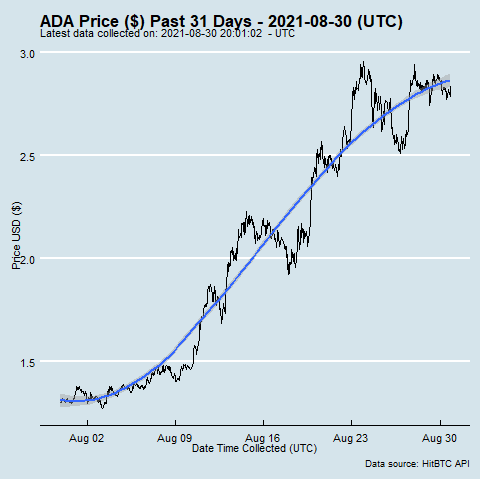 ADA Price ($) Past 31 Days - 2021-08-30 (UTC)
Latest data collected on: 2021-08-30 20:01:02 - UTC
3.0
2.5
2.0
1.5
Price USD ($)
Aug 02 Aug 09 Aug 16 Aug 23 Aug 30
Date Time Collected (UTC)
Data source: HitBTC API